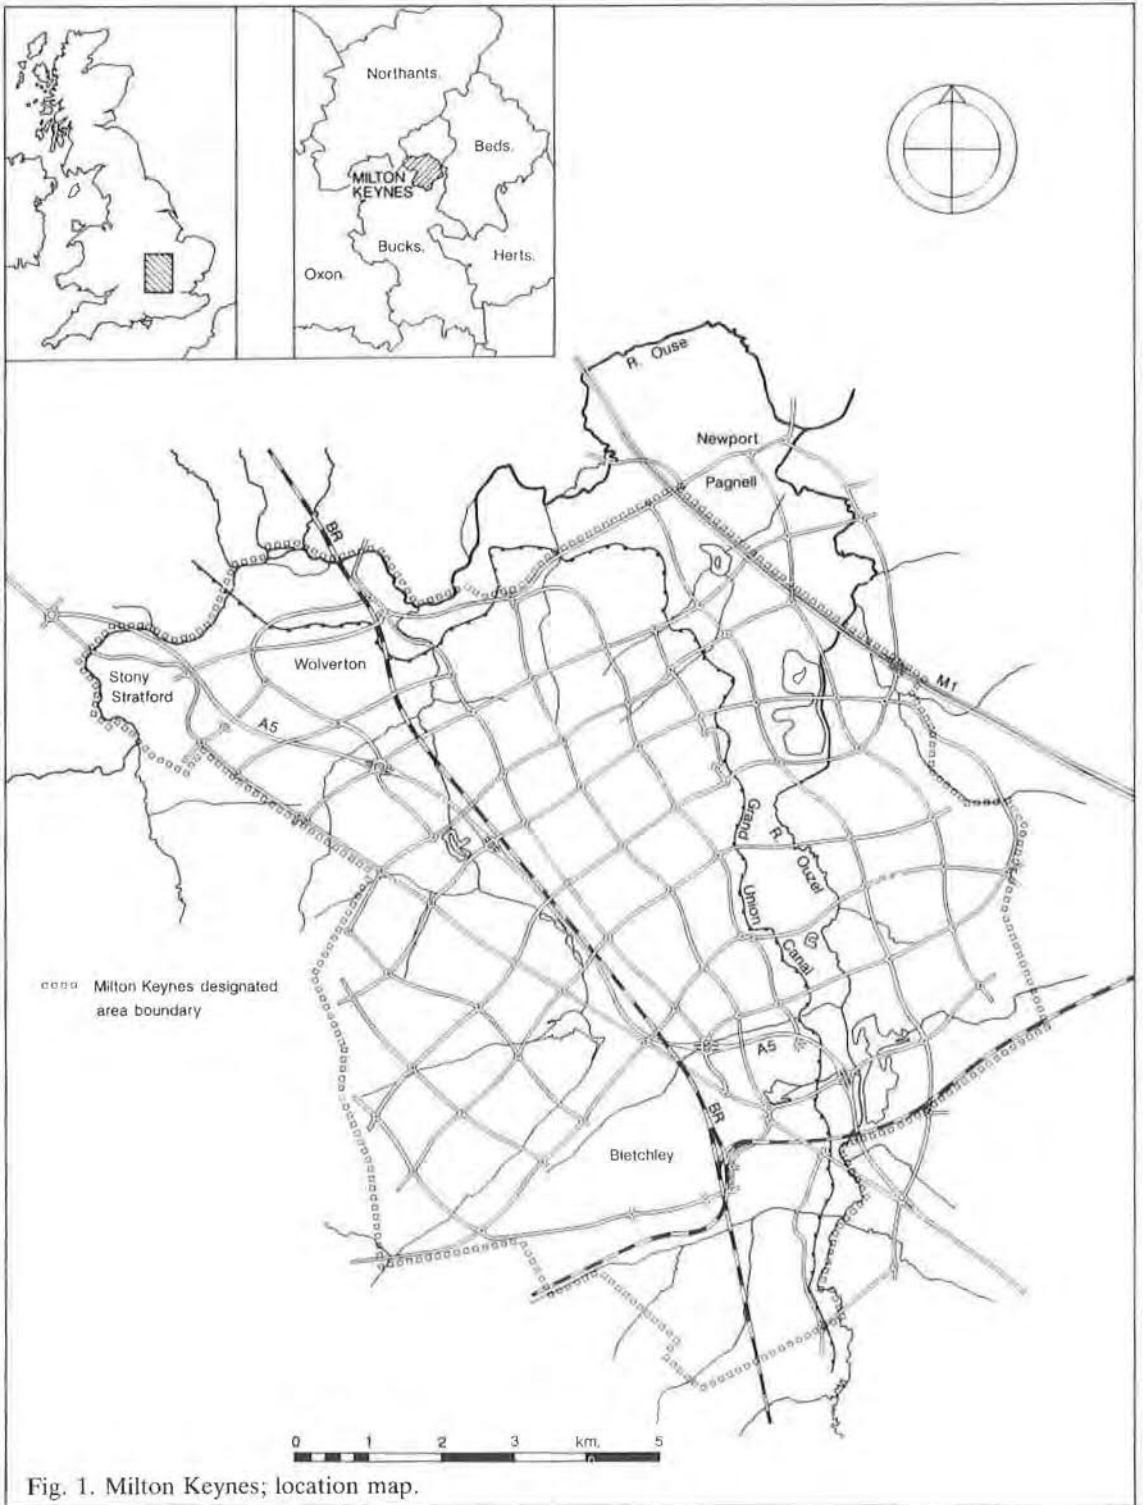 Northants.
Beds.
MILTON
KEYNES
Bucks.
Herts.
Oxon.
R. Ouse
Newport
Pagnell
BR
Wolverton
Stony
Stratford
A5
M1
Grand
Union
Canal
R. Ouzel
Milton Keynes designated
area boundary
A5
BR
Bletchley
0 1 2 3 km. 5
Fig. 1. Milton Keynes; location map.